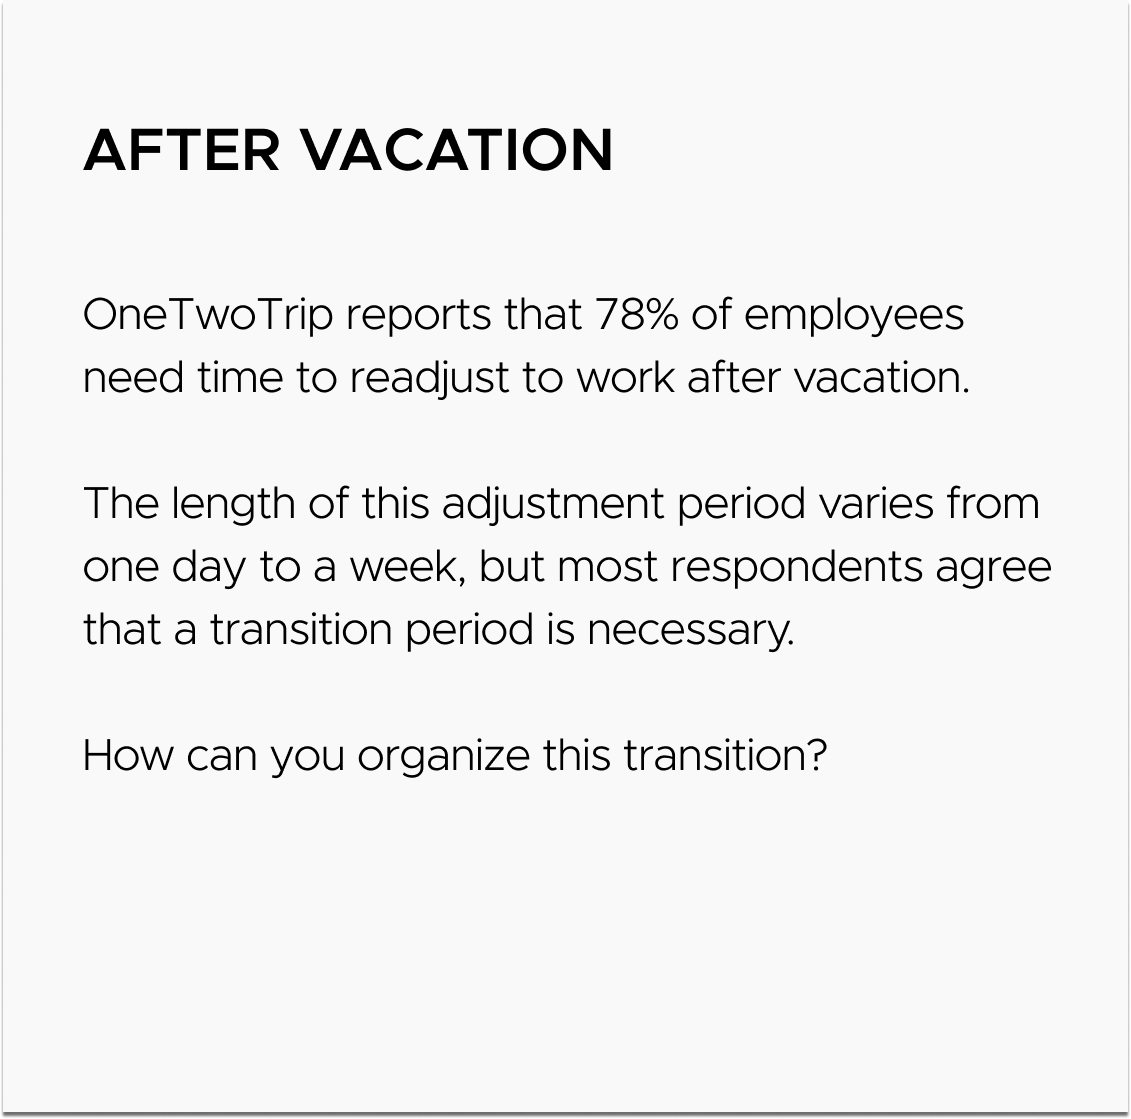 AFTER VACATION
OneTwoTrip reports that 78% of employees
need time to readjust to work after vacation.
The length of this adjustment period varies from
one day to a week, but most respondents agree
that a transition period is necessary.
How can you organize this transition?